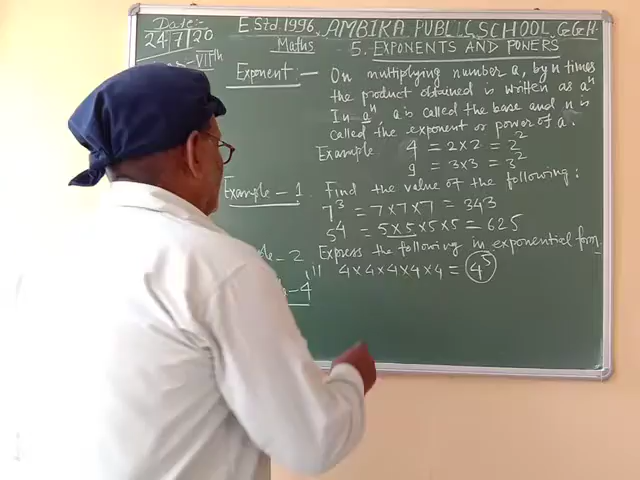 Date:-
24/7/20
VIIth
E Std. 1996, AMBIKA PUBLIC SCHOOL, G.G.H.
Maths 5. EXPONENTS AND POWERS
Exponent:— On multiplying number a, by n times
the product obtained is written as aⁿ
In aⁿ, a is called the base and n is
called the exponent or power of a.
Example 4 = 2×2 = 2²
9 = 3×3 = 3²
Example-1 Find the value of the following:
7³ = 7×7×7 = 343
5⁴ = 5×5×5×5 = 625
-2 Express the following in exponential form
4×4×4×4×4 = 4⁵
-4